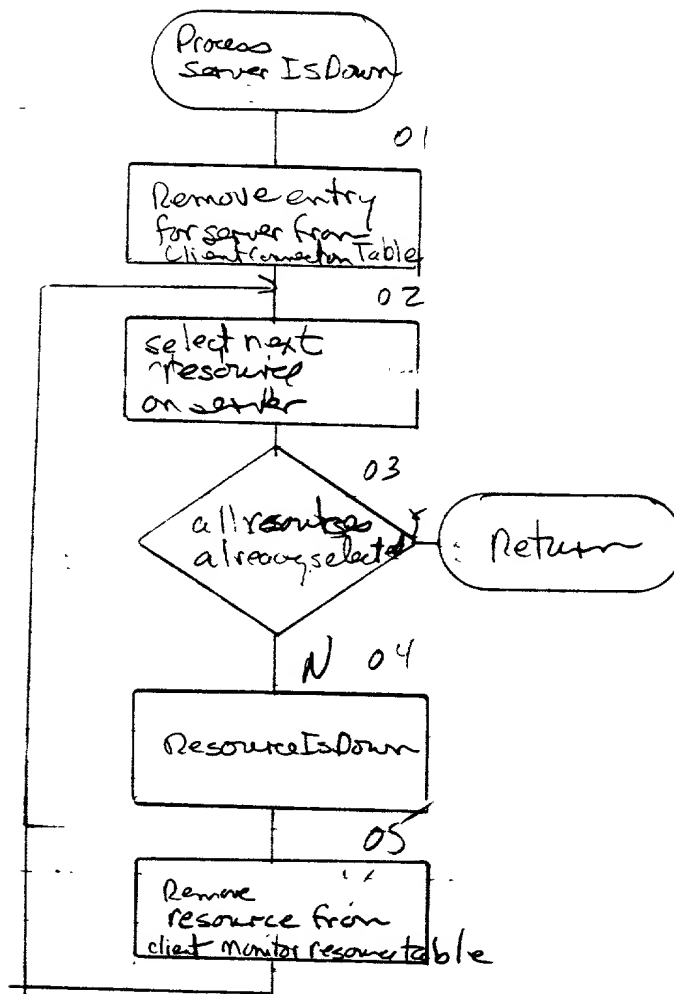 Process
server IsDown
01
Remove entry
for server from
ClientConnectionTable
02
select next
resource
on server
03
all resources
already selected
Y
Return
N 04
ResourceIsDown
05
Remove
resource from
client monitor resource table